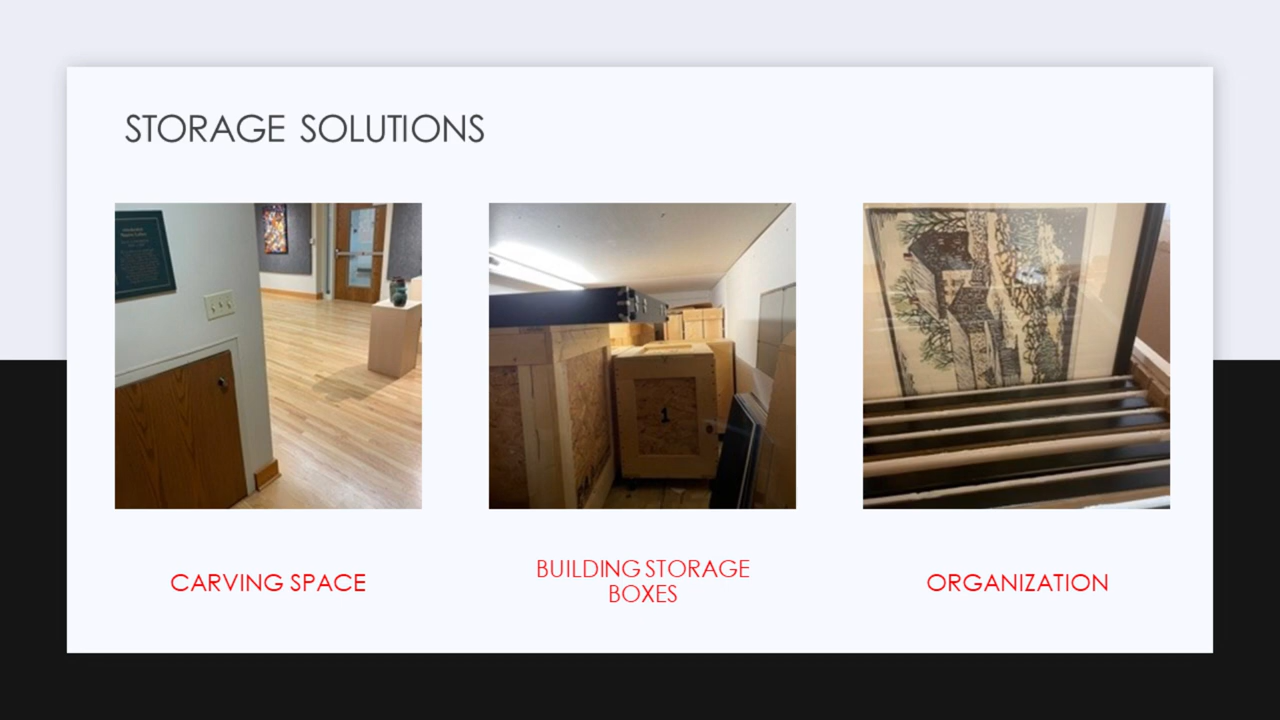 STORAGE SOLUTIONS
1
CARVING SPACE
BUILDING STORAGE
BOXES
ORGANIZATION